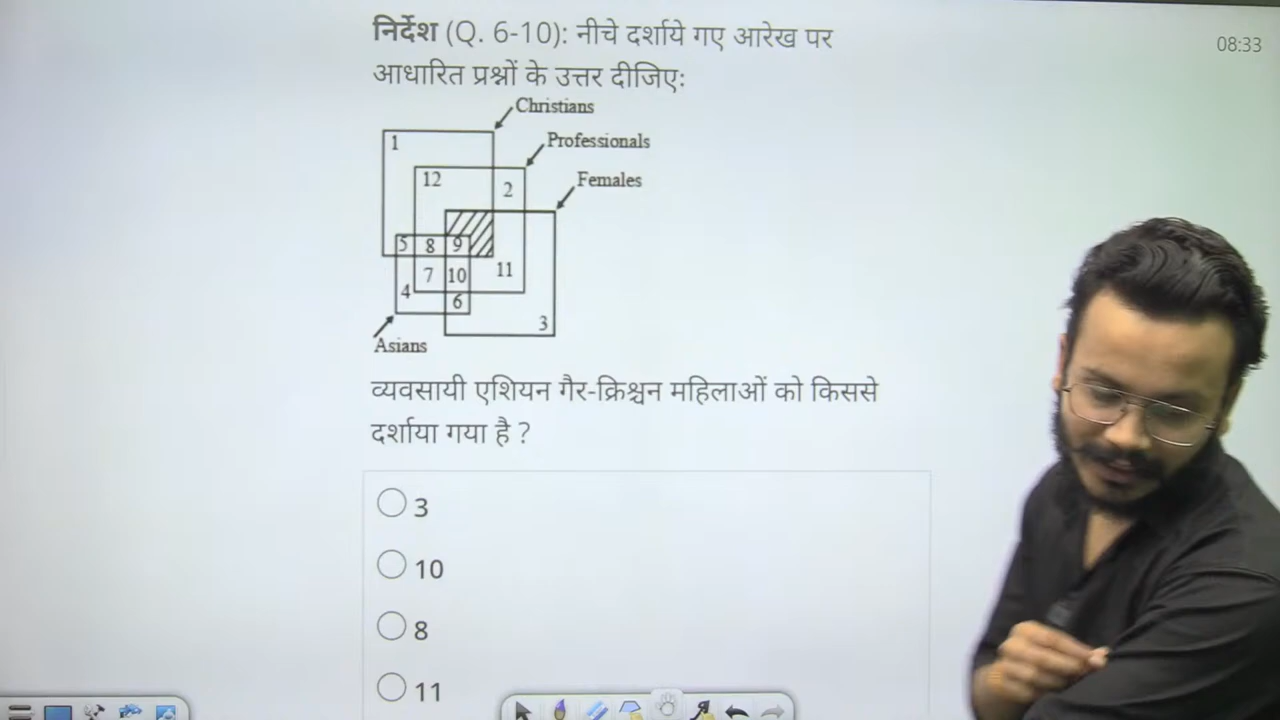 निर्देश (Q. 6-10): नीचे दर्शाये गए आरेख पर
08:33
आधारित प्रश्नों के उत्तर दीजिए:
Christians
1
Professionals
12
2
Females
5
8
9
7
10
11
4
6
3
Asians
व्यवसायी एशियन गैर-क्रिश्चन महिलाओं को किससे
दर्शाया गया है ?
3
10
8
11